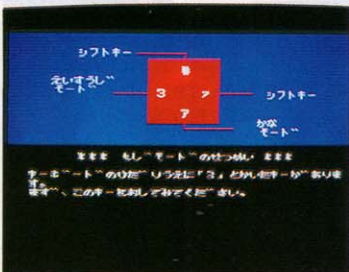 シフトキー
えいすうじ
モード
3
ァ
ア
シフトキー
かな
モード
*** もじモードのせつめい ***
キーボードのひだりうえに「3」とかいたキーがありま
す。
まず、このキーをおしてみてください。